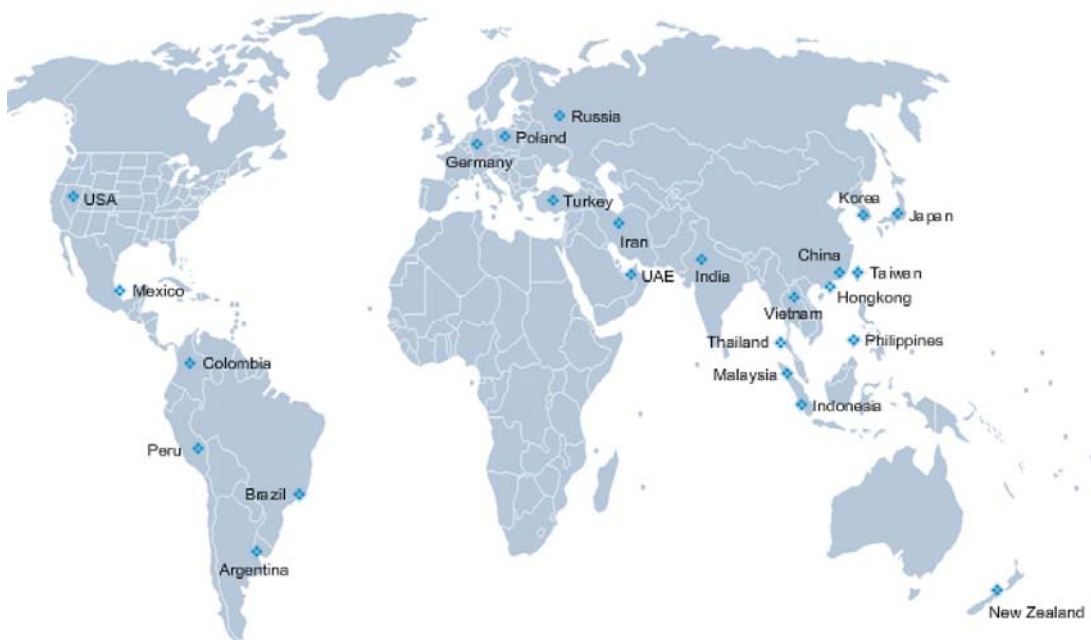 Russia
Poland
Germany
USA
Turkey
Korea
Japan
Iran
China
UAE
India
Taiwan
Mexico
Hongkong
Vietnam
Thailand
Philippines
Colombia
Malaysia
Indonesia
Peru
Brazil
Argentina
New Zealand